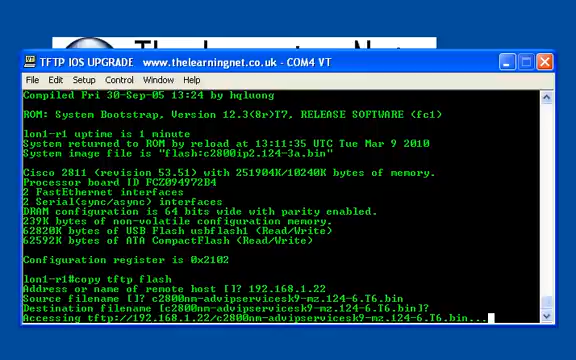 TFTP IOS UPGRADE www.thelearningnet.co.uk - COM4 VT
File Edit Setup Control Window Help
Compiled Fri 30-Sep-05 13:24 by hqluong
ROM: System Bootstrap, Version 12.3(8r)T7, RELEASE SOFTWARE (fc1)
lon1-r1 uptime is 1 minute
System returned to ROM by reload at 13:11:35 UTC Tue Mar 9 2010
System image file is "flash:c2800ip2.124-3a.bin"
Cisco 2811 (revision 53.51) with 251904K/10240K bytes of memory.
Processor board ID FCZ094972B4
2 FastEthernet interfaces
2 Serial(sync/async) interfaces
DRAM configuration is 64 bits wide with parity enabled.
239K bytes of non-volatile configuration memory.
62820K bytes of USB Flash usbflash1 (Read/Write)
62592K bytes of ATA CompactFlash (Read/Write)
Configuration register is 0x2102
lon1-r1#copy tftp flash
Address or name of remote host []? 192.168.1.22
Source filename []? c2800nm-advipservicesk9-mz.124-6.T6.bin
Destination filename [c2800nm-advipservicesk9-mz.124-6.T6.bin]?
Accessing tftp://192.168.1.22/c2800nm-advipservicesk9-mz.124-6.T6.bin...